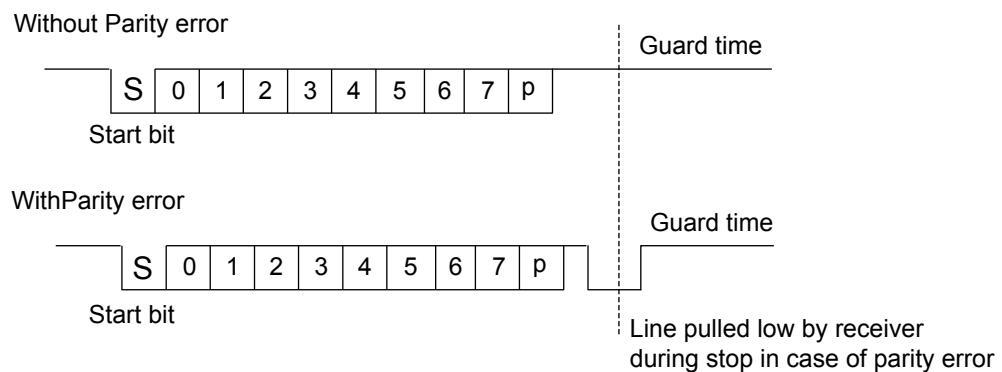 Without Parity error
Guard time
S 0 1 2 3 4 5 6 7 p
Start bit
WithParity error
Guard time
S 0 1 2 3 4 5 6 7 p
Start bit
Line pulled low by receiver
during stop in case of parity error